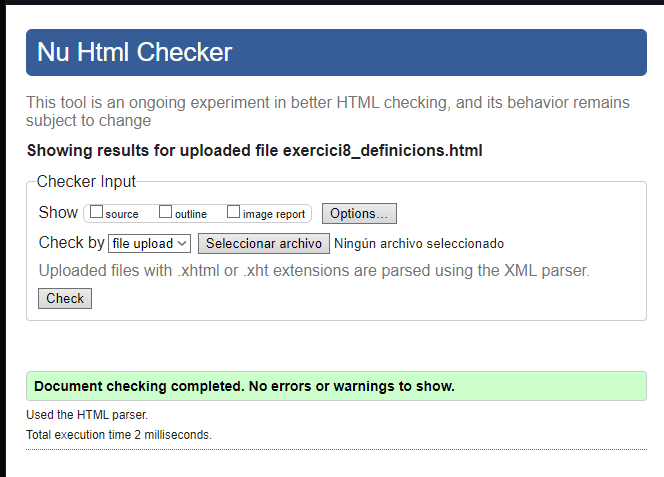 Nu Html Checker
This tool is an ongoing experiment in better HTML checking, and its behavior remains
subject to change
Showing results for uploaded file exercici8_definicions.html
Checker Input
Show source outline image report Options...
Check by file upload Seleccionar archivo Ningún archivo seleccionado
Uploaded files with .xhtml or .xht extensions are parsed using the XML parser.
Check
Document checking completed. No errors or warnings to show.
Used the HTML parser.
Total execution time 2 milliseconds.